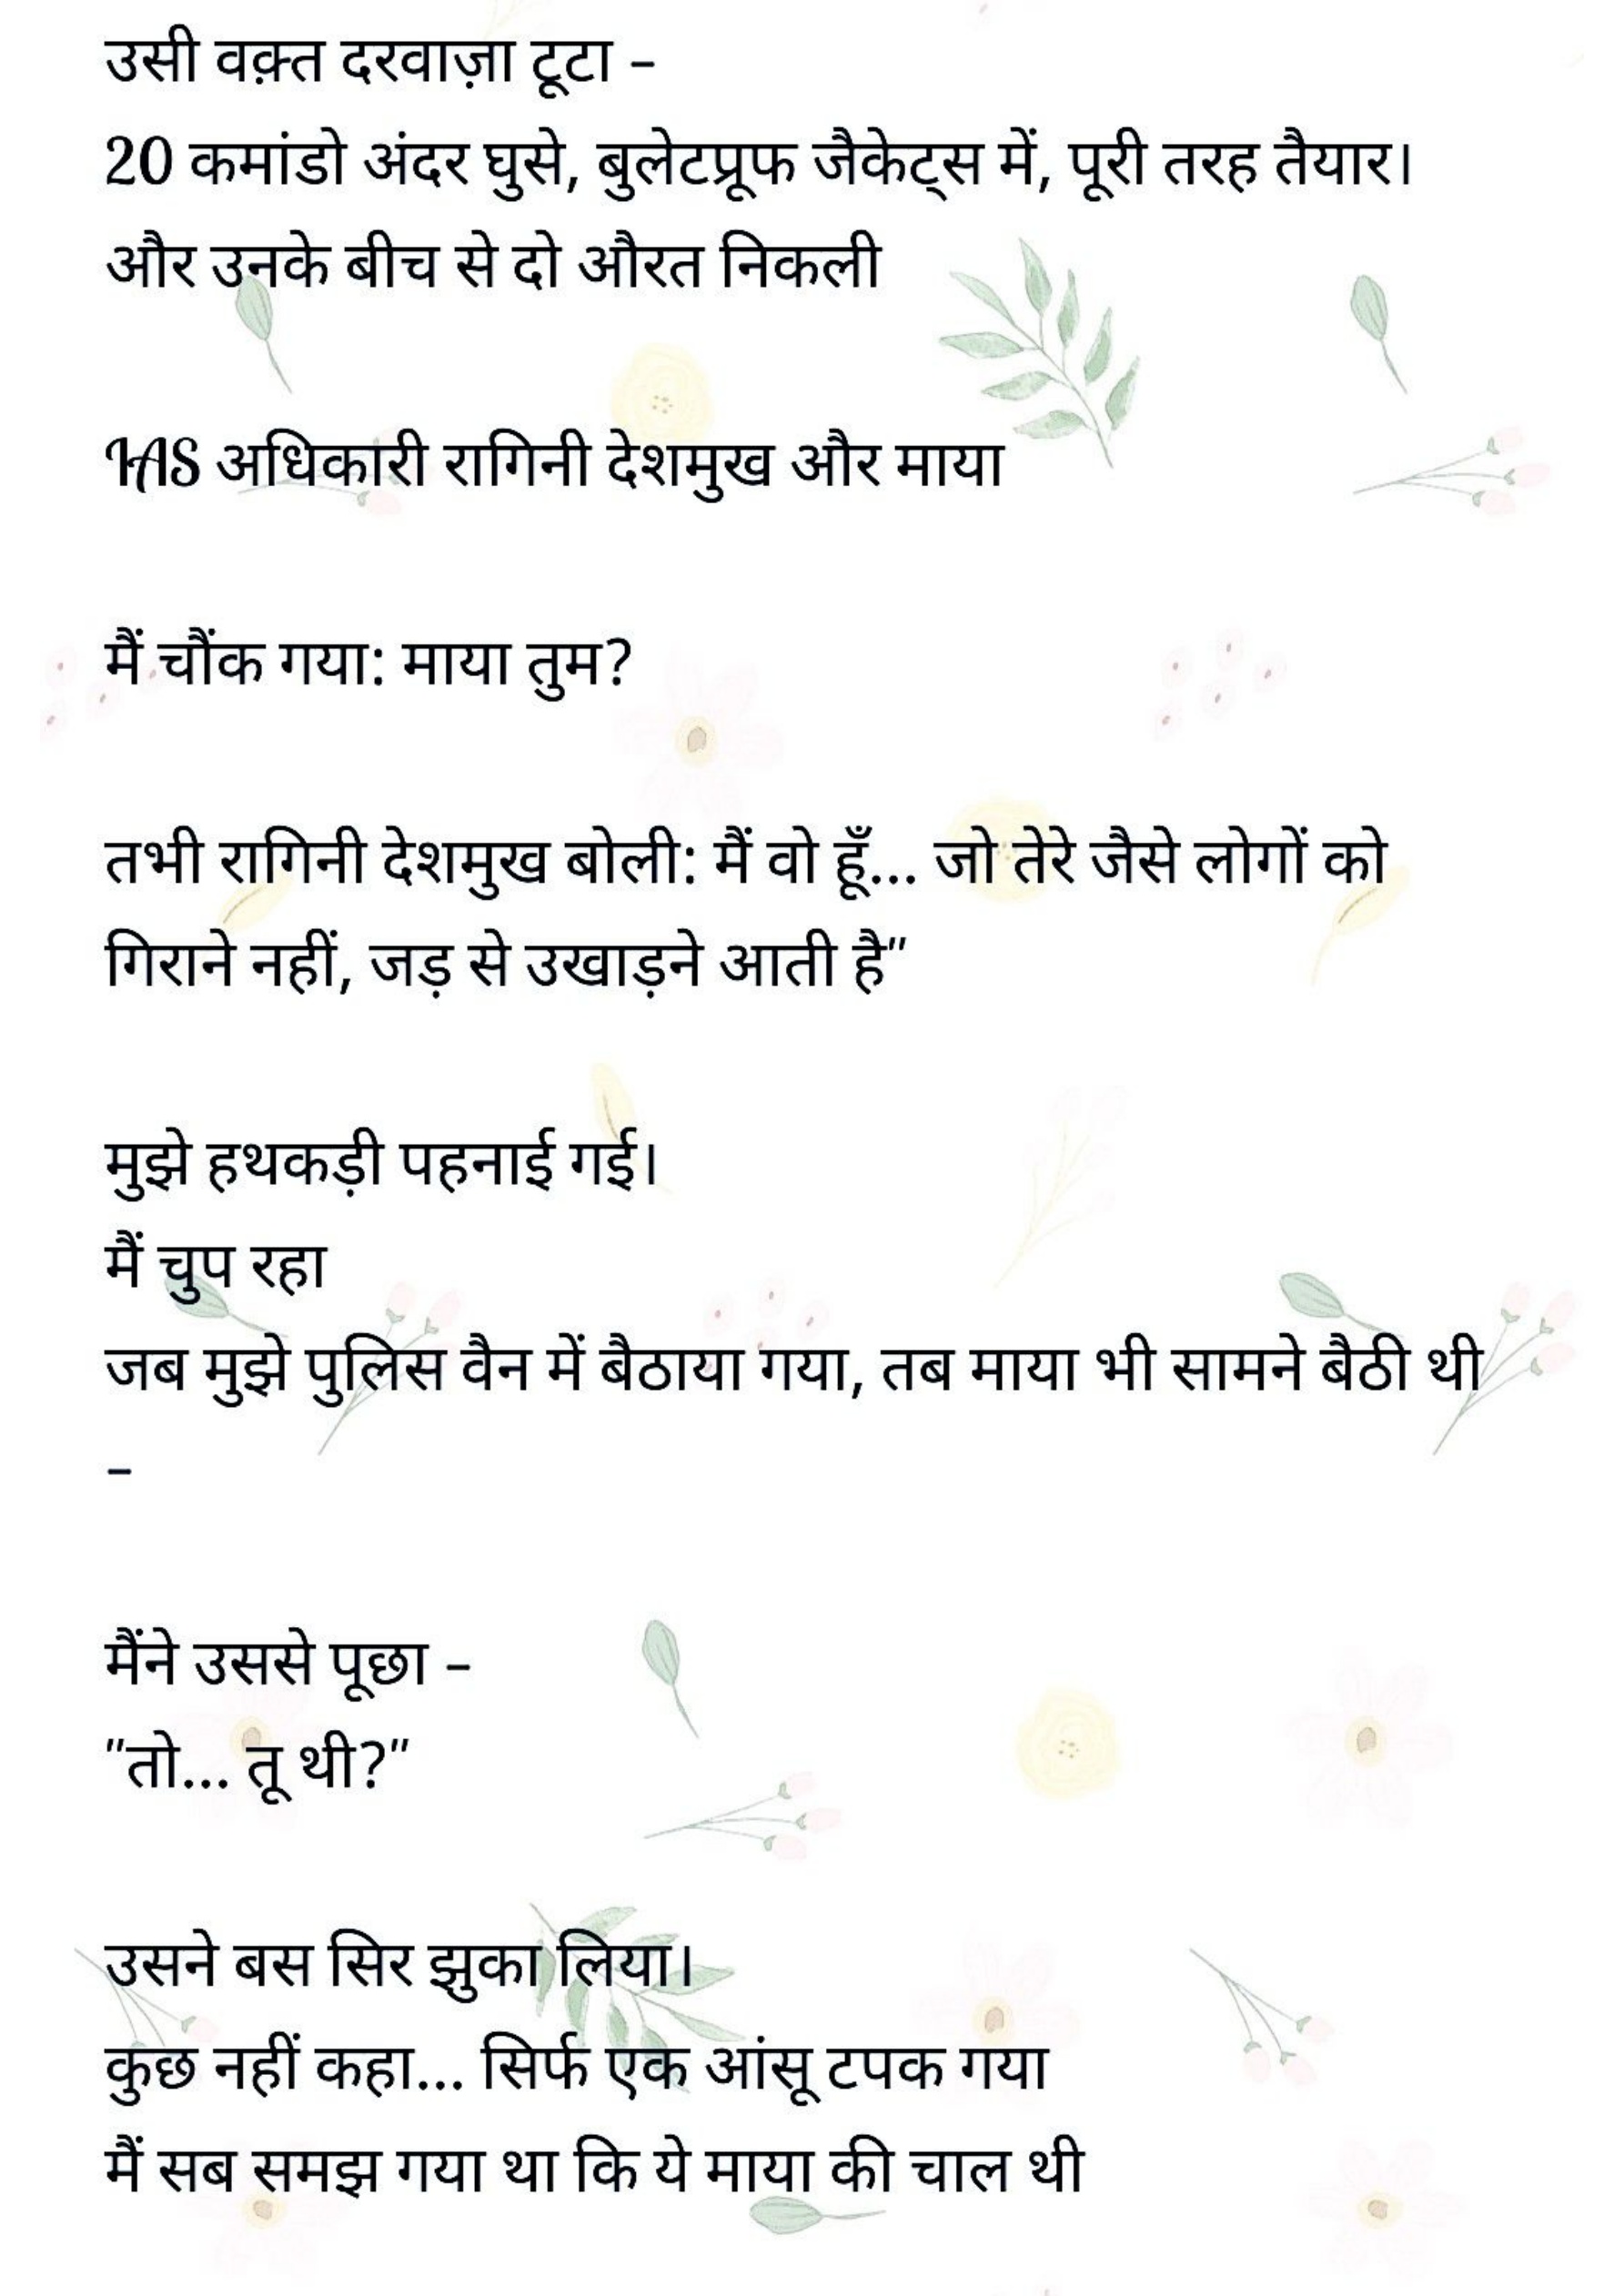 उसी वक़्त दरवाज़ा टूटा –
20 कमांडो अंदर घुसे, बुलेटप्रूफ जैकेट्स में, पूरी तरह तैयार।
और उनके बीच से दो औरत निकली
IAS अधिकारी रागिनी देशमुख और माया
मैं चौंक गया: माया तुम?
तभी रागिनी देशमुख बोली: मैं वो हूँ... जो तेरे जैसे लोगों को
गिराने नहीं, जड़ से उखाड़ने आती है"
मुझे हथकड़ी पहनाई गई।
मैं चुप रहा
जब मुझे पुलिस वैन में बैठाया गया, तब माया भी सामने बैठी थी
–
मैंने उससे पूछा –
"तो... तू थी?"
उसने बस सिर झुका लिया।
कुछ नहीं कहा... सिर्फ एक आंसू टपक गया
मैं सब समझ गया था कि ये माया की चाल थी